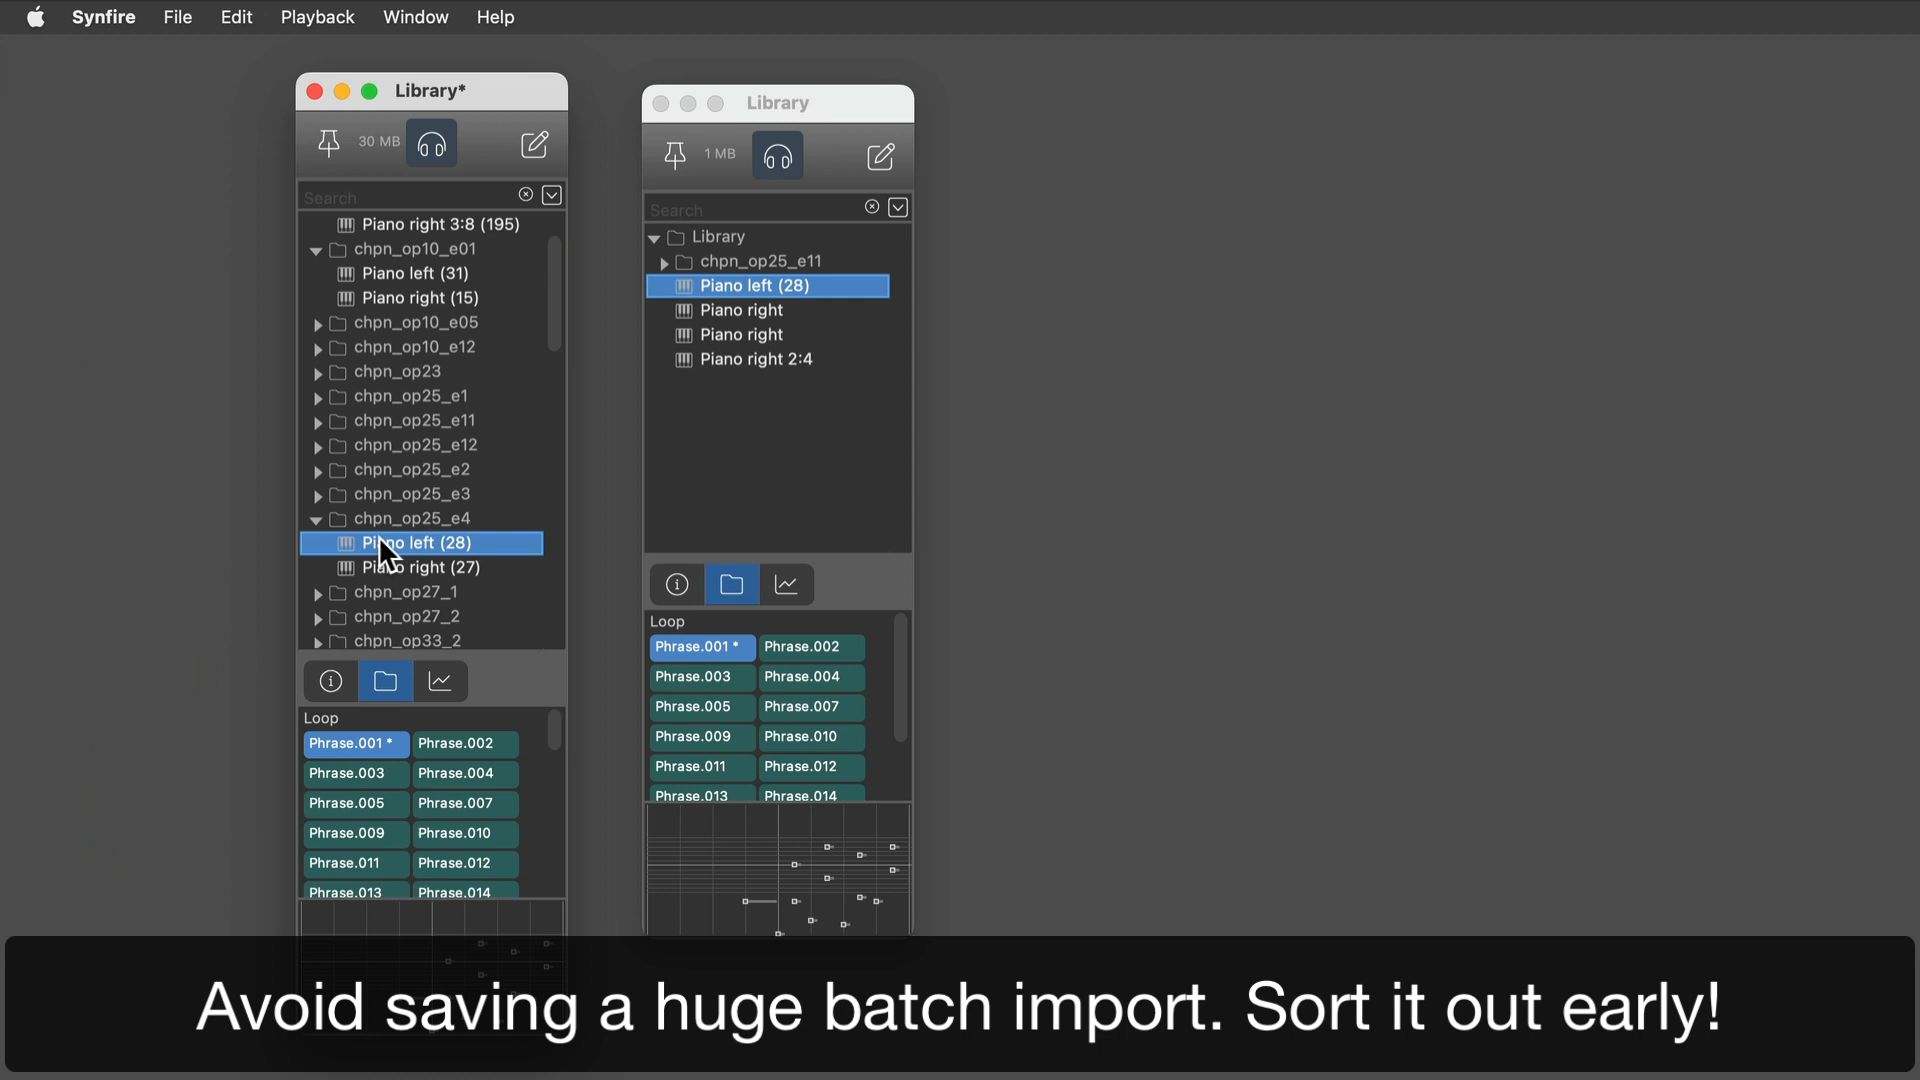 Synfire File Edit Playback Window Help
Library*
30 MB
Search
Piano right 3:8 (195)
chpn_op10_e01
Piano left (31)
Piano right (15)
chpn_op10_e05
chpn_op10_e12
chpn_op23
chpn_op25_e1
chpn_op25_e11
chpn_op25_e12
chpn_op25_e2
chpn_op25_e3
chpn_op25_e4
Piano left (28)
Piano right (27)
chpn_op27_1
chpn_op27_2
chpn_op33_2
Loop
Phrase.001 * Phrase.002
Phrase.003 Phrase.004
Phrase.005 Phrase.007
Phrase.009 Phrase.010
Phrase.011 Phrase.012
Phrase.013 Phrase.014
Library
1 MB
Search
Library
chpn_op25_e11
Piano left (28)
Piano right
Piano right
Piano right 2:4
Loop
Phrase.001 * Phrase.002
Phrase.003 Phrase.004
Phrase.005 Phrase.007
Phrase.009 Phrase.010
Phrase.011 Phrase.012
Phrase.013 Phrase.014
Avoid saving a huge batch import. Sort it out early!